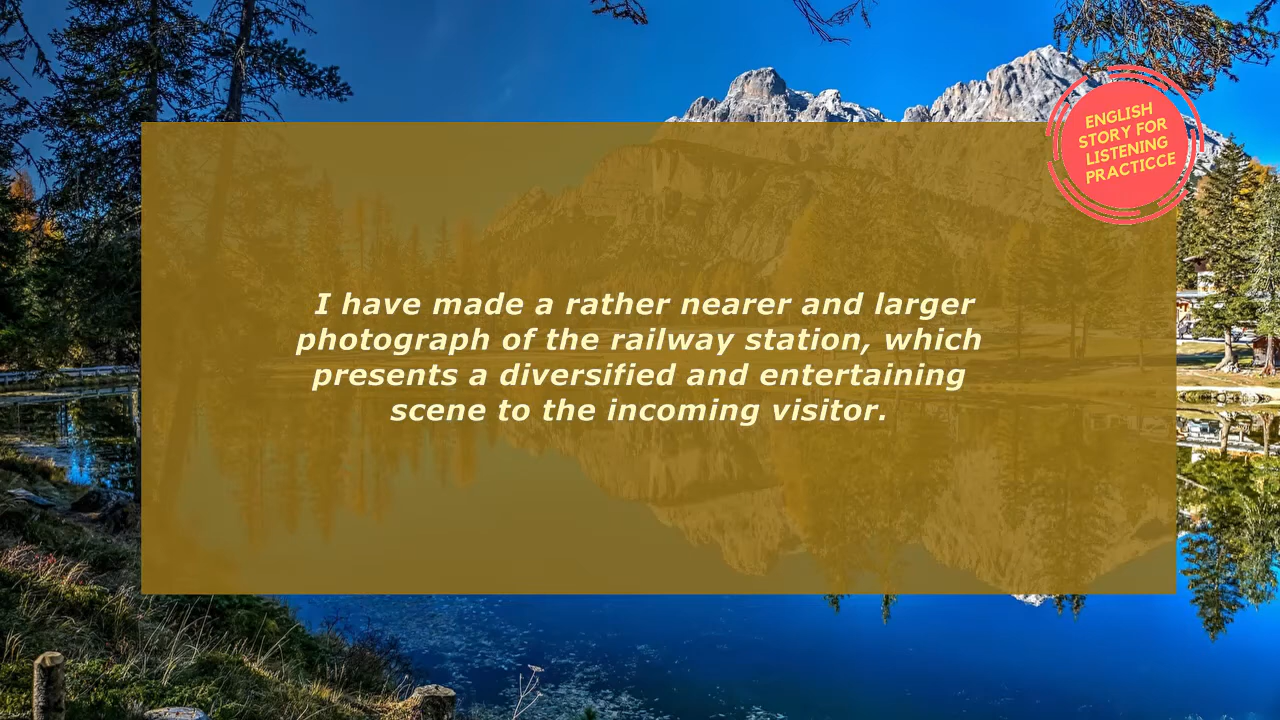 ENGLISH
STORY FOR
LISTENING
PRACTICCE
I have made a rather nearer and larger
photograph of the railway station, which
presents a diversified and entertaining
scene to the incoming visitor.